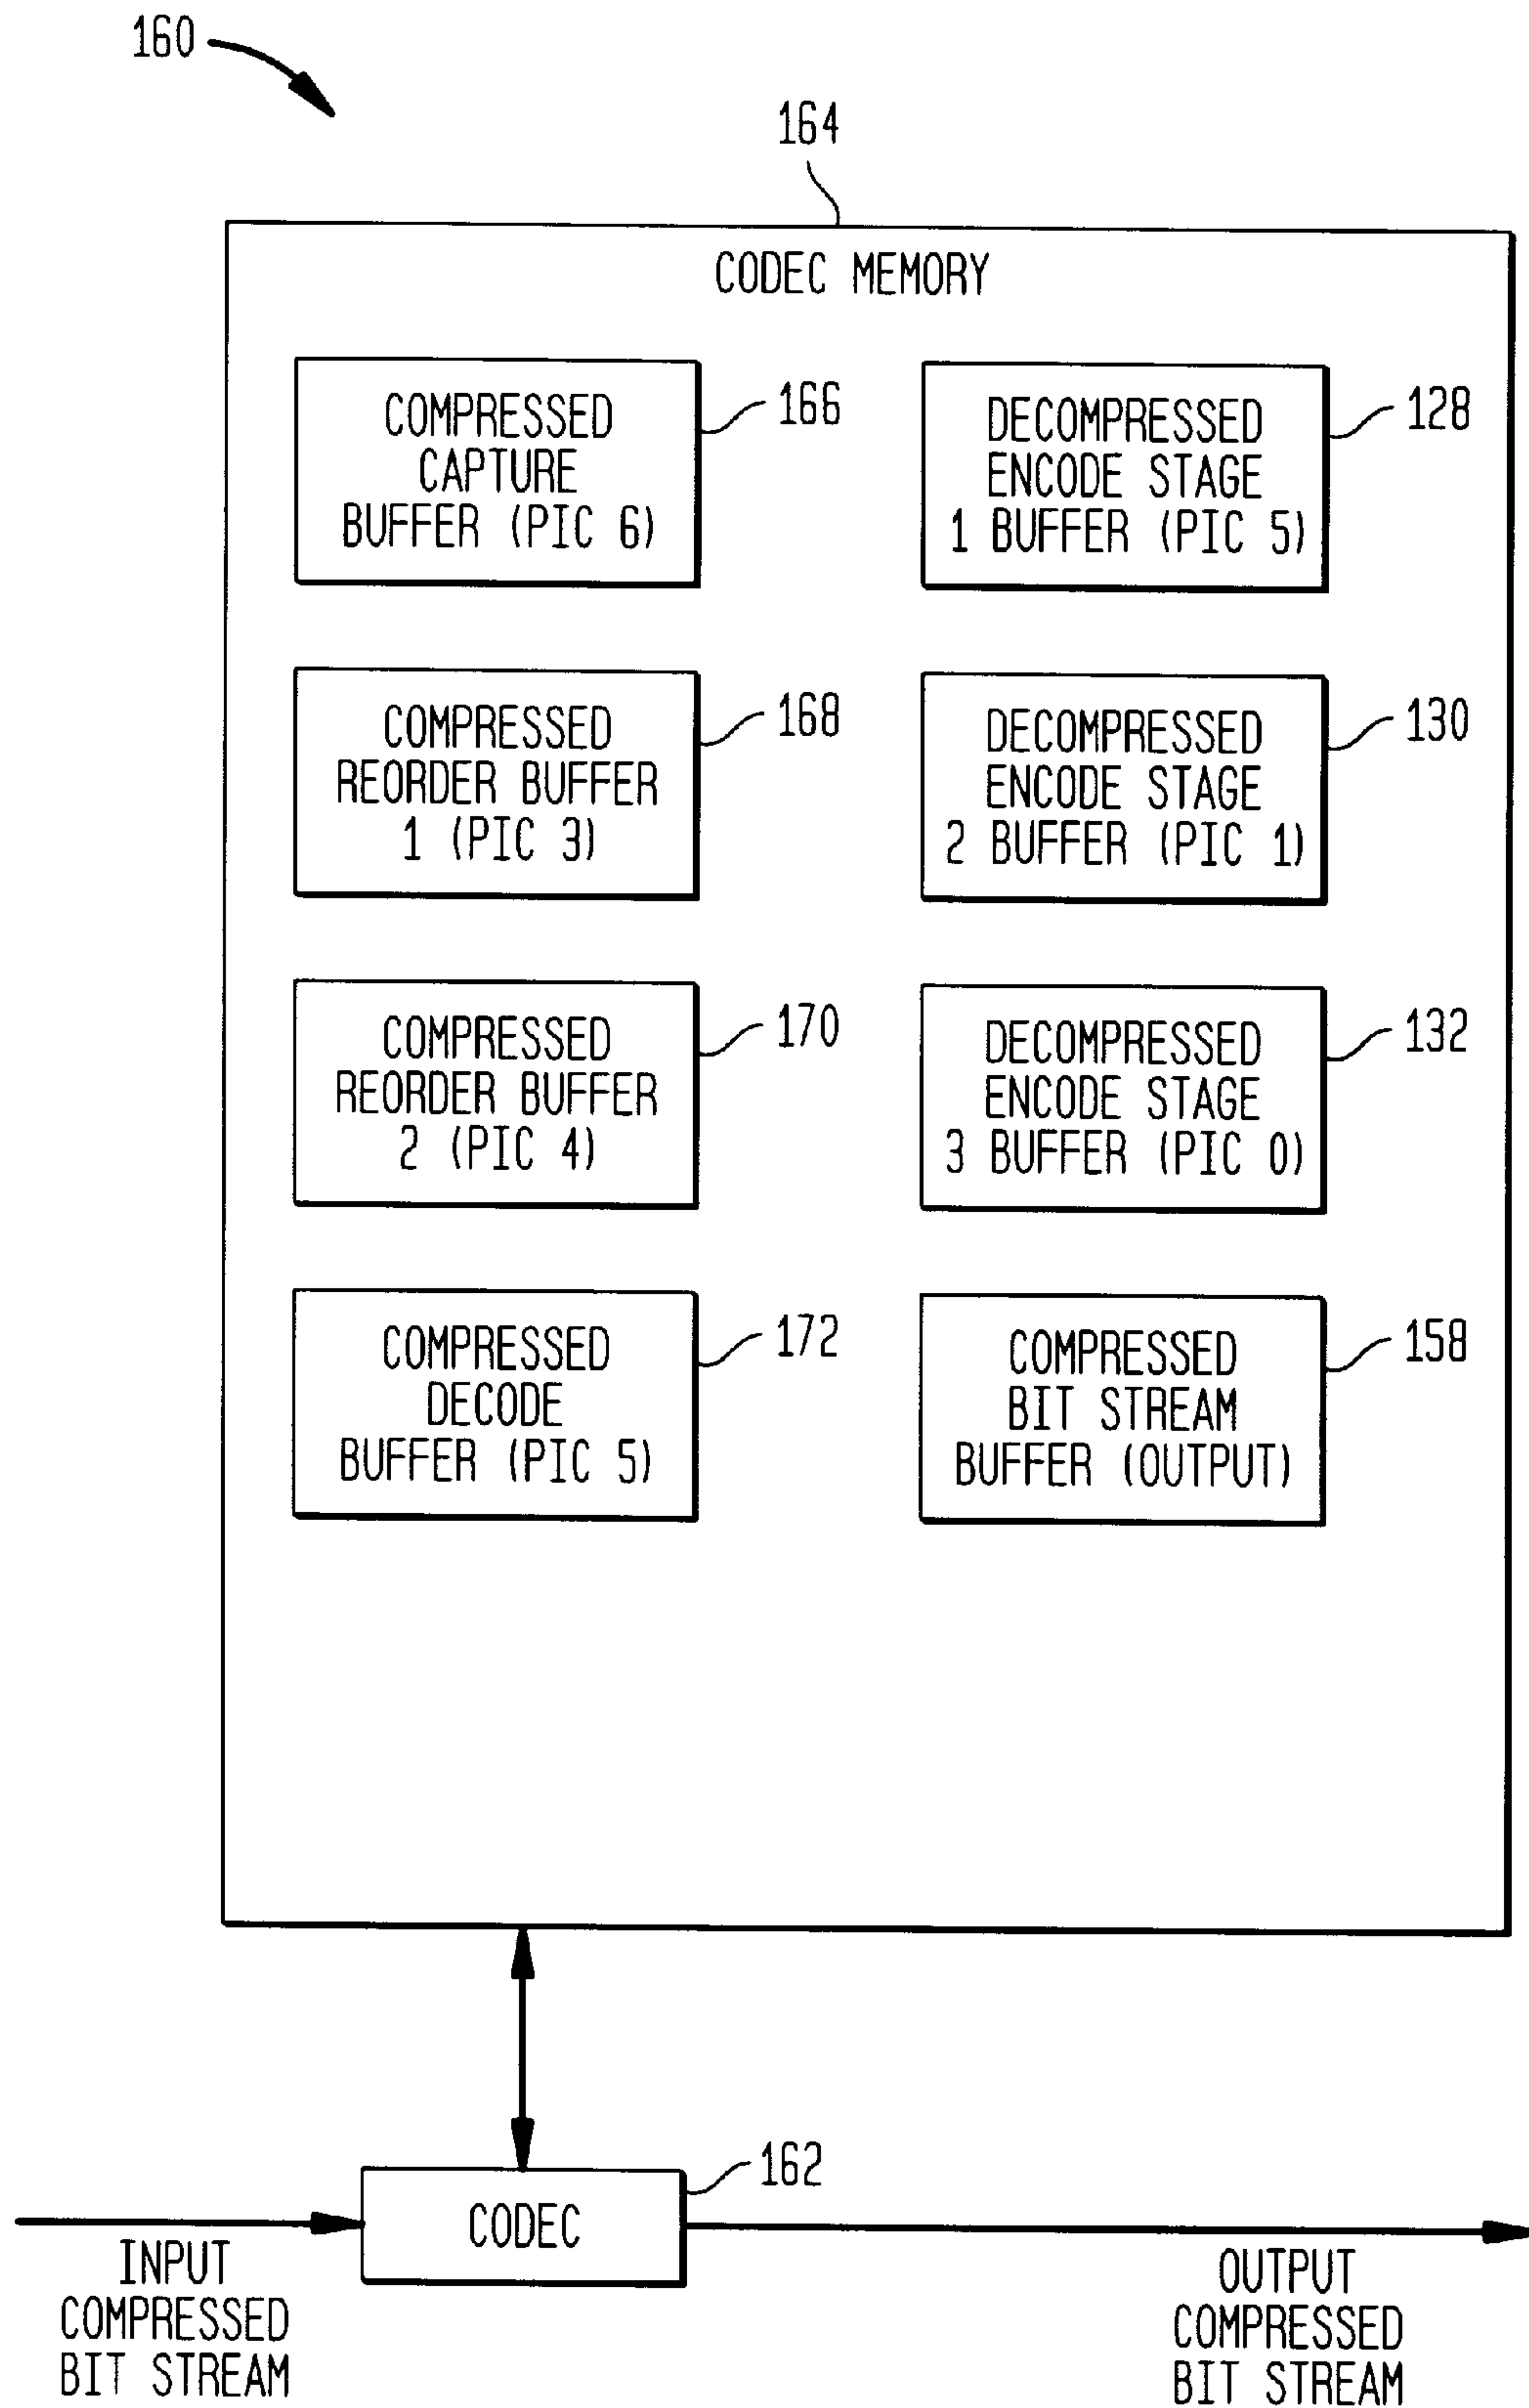 160
164
CODEC MEMORY
COMPRESSED
CAPTURE
BUFFER (PIC 6)
166
DECOMPRESSED
ENCODE STAGE
1 BUFFER (PIC 5)
128
COMPRESSED
REORDER BUFFER
1 (PIC 3)
168
DECOMPRESSED
ENCODE STAGE
2 BUFFER (PIC 1)
130
COMPRESSED
REORDER BUFFER
2 (PIC 4)
170
DECOMPRESSED
ENCODE STAGE
3 BUFFER (PIC 0)
132
COMPRESSED
DECODE
BUFFER (PIC 5)
172
COMPRESSED
BIT STREAM
BUFFER (OUTPUT)
158
162
CODEC
INPUT
COMPRESSED
BIT STREAM
OUTPUT
COMPRESSED
BIT STREAM